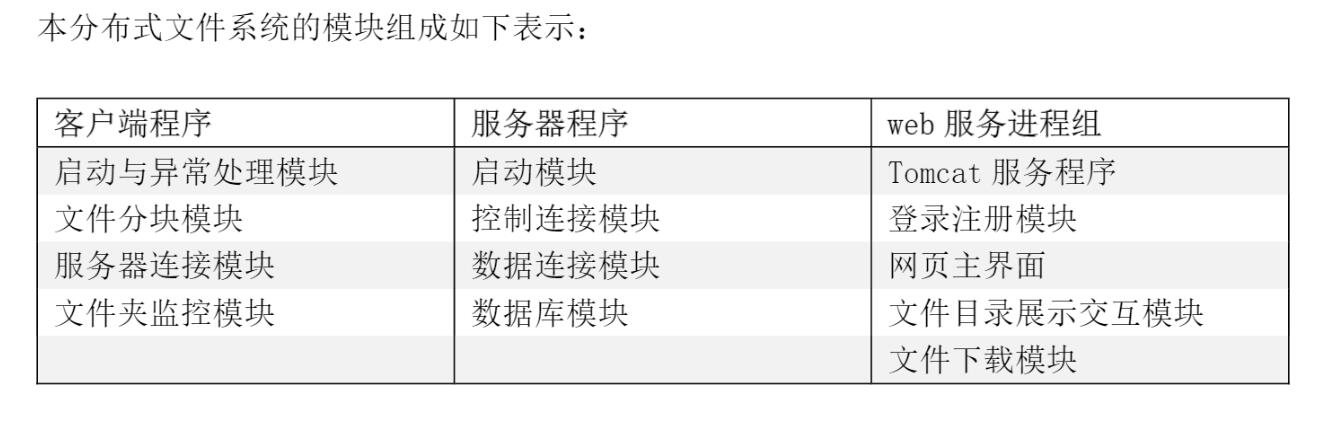 本分布式文件系统的模块组成如下表示：
客户端程序 服务器程序 web 服务进程组
启动与异常处理模块 启动模块 Tomcat 服务程序
文件分块模块 控制连接模块 登录注册模块
服务器连接模块 数据连接模块 网页主界面
文件夹监控模块 数据库模块 文件目录展示交互模块
文件下载模块